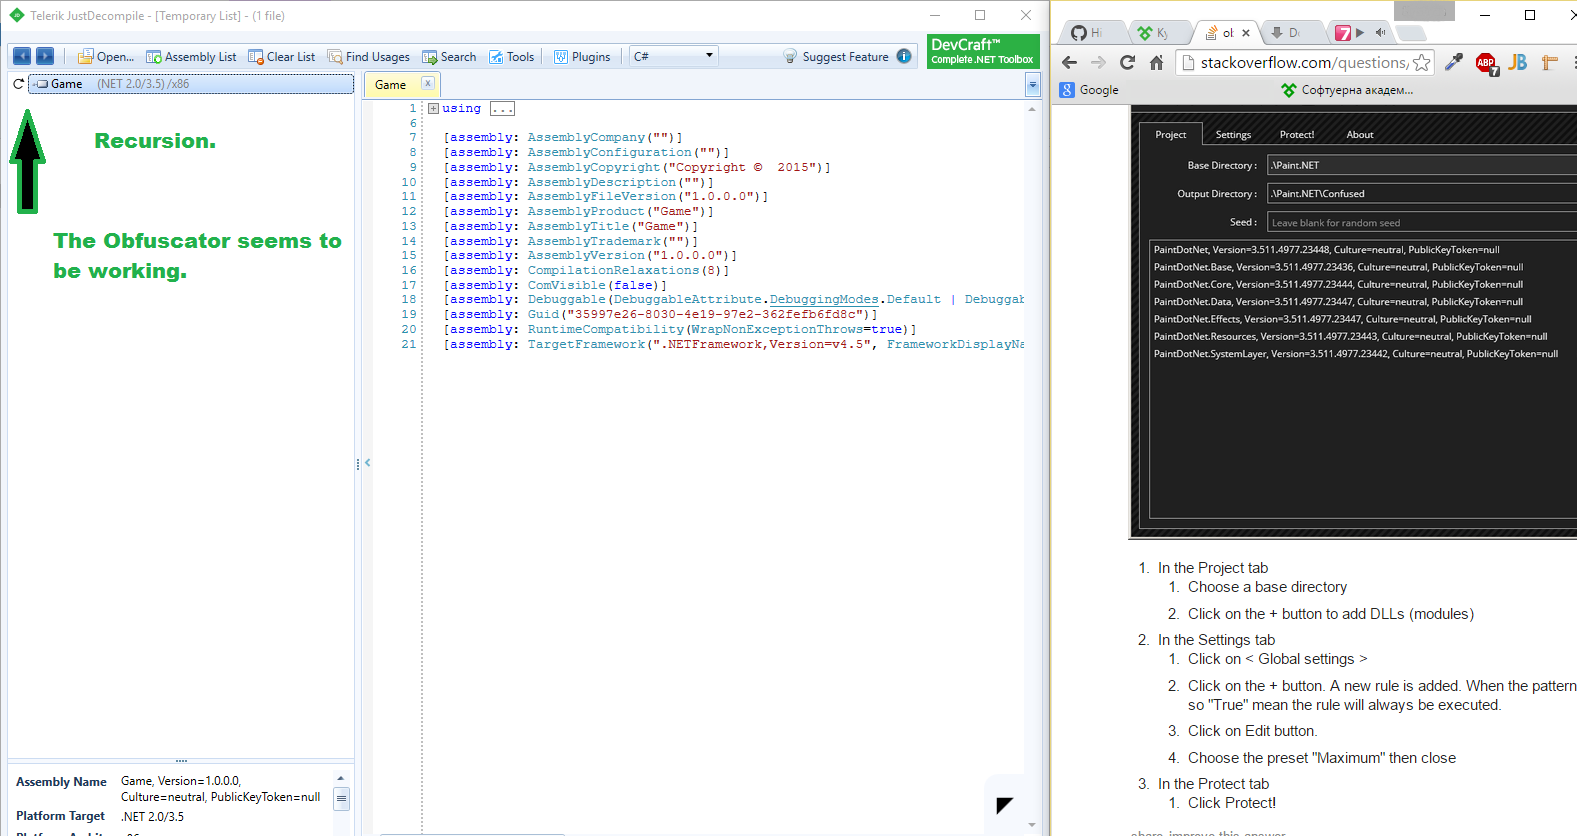 Telerik JustDecompile - [Temporary List] - (1 file)
Open... Assembly List Clear List Find Usages Search Tools Plugins C# Suggest Feature
DevCraft™
Complete .NET Toolbox
Game (.NET 2.0/3.5) /x86
Recursion.
The Obfuscator seems to
be working.
Assembly Name Game, Version=1.0.0.0,
Culture=neutral, PublicKeyToken=null
Platform Target .NET 2.0/3.5
Game
1 using ...
6
7 [assembly: AssemblyCompany("")]
8 [assembly: AssemblyConfiguration("")]
9 [assembly: AssemblyCopyright("Copyright ©  2015")]
10 [assembly: AssemblyDescription("")]
11 [assembly: AssemblyFileVersion("1.0.0.0")]
12 [assembly: AssemblyProduct("Game")]
13 [assembly: AssemblyTitle("Game")]
14 [assembly: AssemblyTrademark("")]
15 [assembly: AssemblyVersion("1.0.0.0")]
16 [assembly: CompilationRelaxations(8)]
17 [assembly: ComVisible(false)]
18 [assembly: Debuggable(DebuggableAttribute.DebuggingModes.Default | Debuggab
19 [assembly: Guid("35997e26-8030-4e19-97e2-362fefb6fd8c")]
20 [assembly: RuntimeCompatibility(WrapNonExceptionThrows=true)]
21 [assembly: TargetFramework(".NETFramework,Version=v4.5", FrameworkDisplayNa
Hi Ку ob De 7
stackoverflow.com/questions/
ABP 7 JB
Google Софтуерна академ...
Project Settings Protect! About
Base Directory : .\Paint.NET
Output Directory : .\Paint.NET\Confused
Seed : Leave blank for random seed
PaintDotNet, Version=3.511.4977.23448, Culture=neutral, PublicKeyToken=null
PaintDotNet.Base, Version=3.511.4977.23436, Culture=neutral, PublicKeyToken=null
PaintDotNet.Core, Version=3.511.4977.23444, Culture=neutral, PublicKeyToken=null
PaintDotNet.Data, Version=3.511.4977.23446, Culture=neutral, PublicKeyToken=null
PaintDotNet.Effects, Version=3.511.4977.23447, Culture=neutral, PublicKeyToken=null
PaintDotNet.Resources, Version=3.511.4977.23443, Culture=neutral, PublicKeyToken=null
PaintDotNet.SystemLayer, Version=3.511.4977.23442, Culture=neutral, PublicKeyToken=null
1. In the Project tab
1. Choose a base directory
2. Click on the + button to add DLLs (modules)
2. In the Settings tab
1. Click on < Global settings >
2. Click on the + button. A new rule is added. When the pattern
so "True" mean the rule will always be executed.
3. Click on Edit button.
4. Choose the preset "Maximum" then close
3. In the Protect tab
1. Click Protect!
share improve this answer